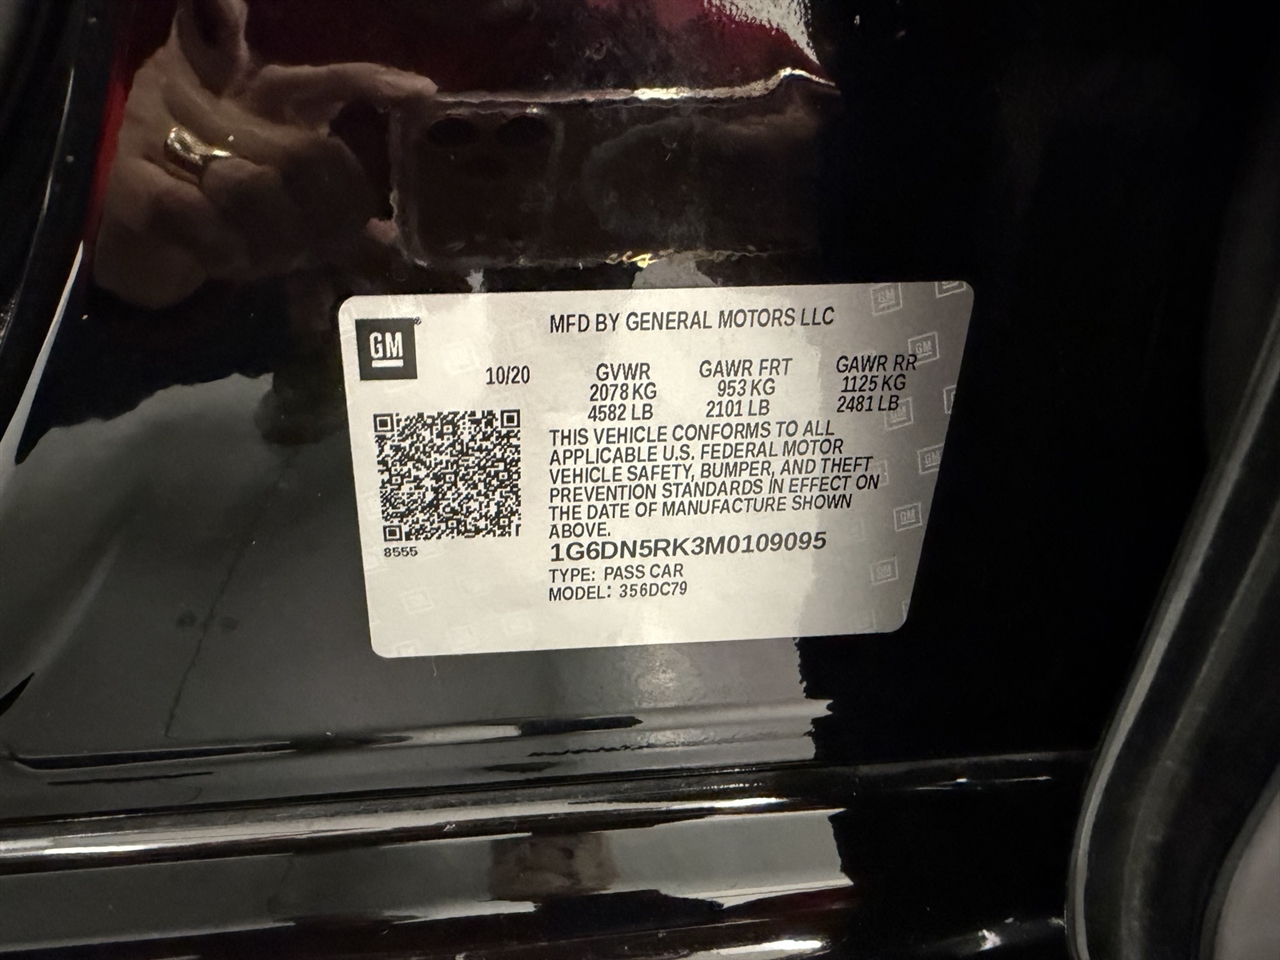 GM
MFD BY GENERAL MOTORS LLC
10/20 GVWR GAWR FRT GAWR RR
2078 KG 953 KG 1125 KG
4582 LB 2101 LB 2481 LB
THIS VEHICLE CONFORMS TO ALL
APPLICABLE U.S. FEDERAL MOTOR
VEHICLE SAFETY, BUMPER, AND THEFT
PREVENTION STANDARDS IN EFFECT ON
THE DATE OF MANUFACTURE SHOWN
ABOVE.
8555
1G6DN5RK3M0109095
TYPE: PASS CAR
MODEL: 356DC79